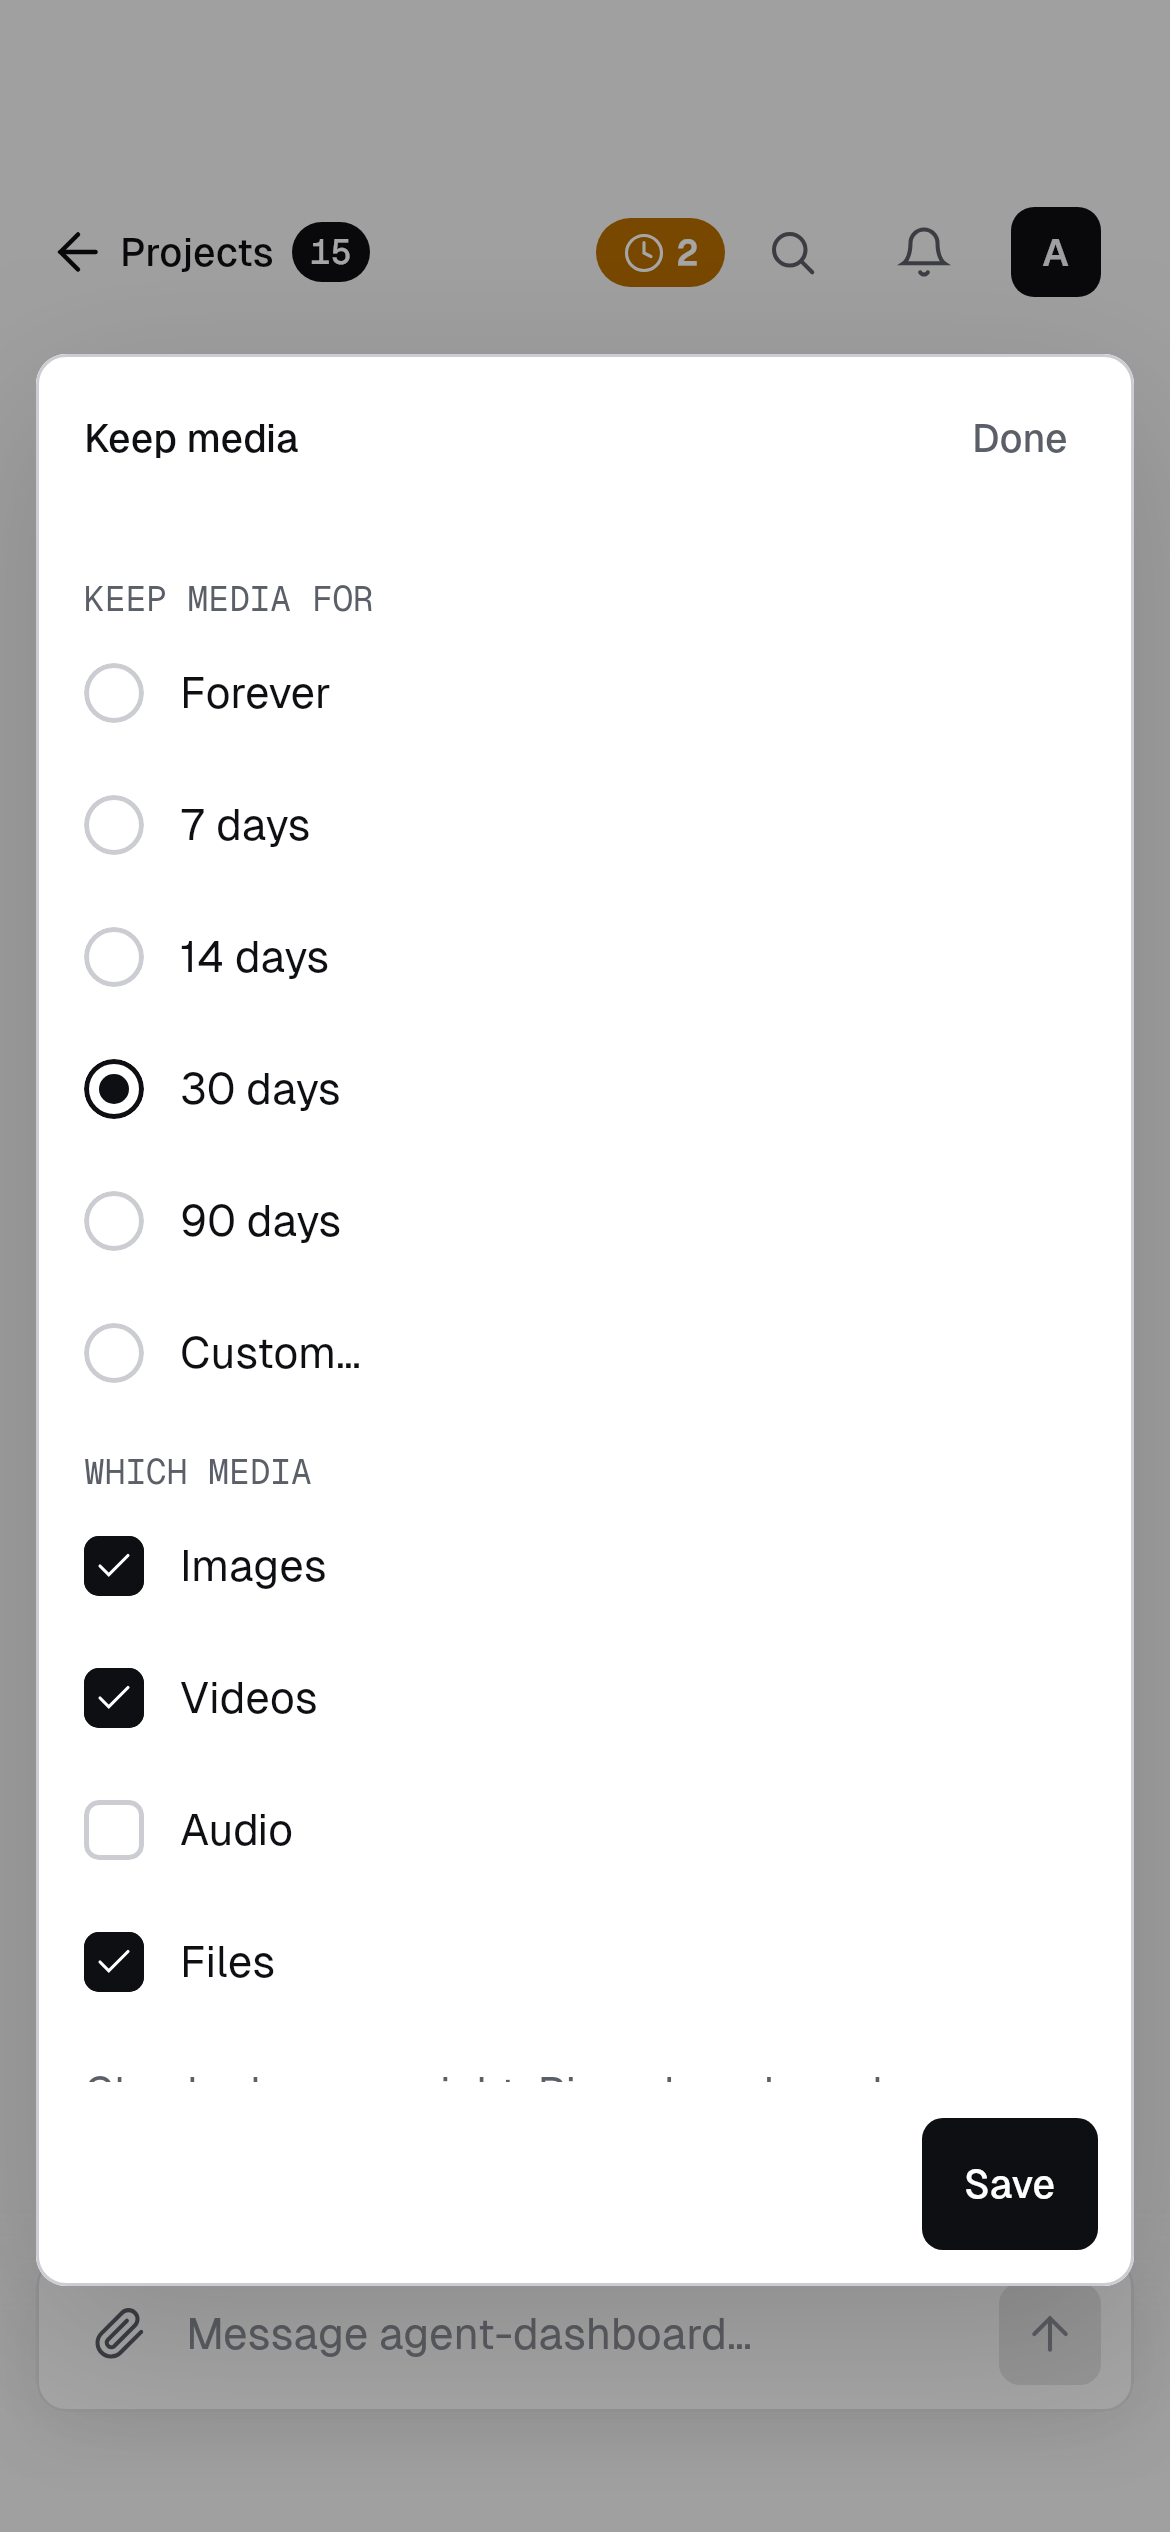 Projects 15
2
A
Keep media
Done
KEEP MEDIA FOR
Forever
7 days
14 days
30 days
90 days
Custom…
WHICH MEDIA
Images
Videos
Audio
Files
Save
Message agent-dashboard…